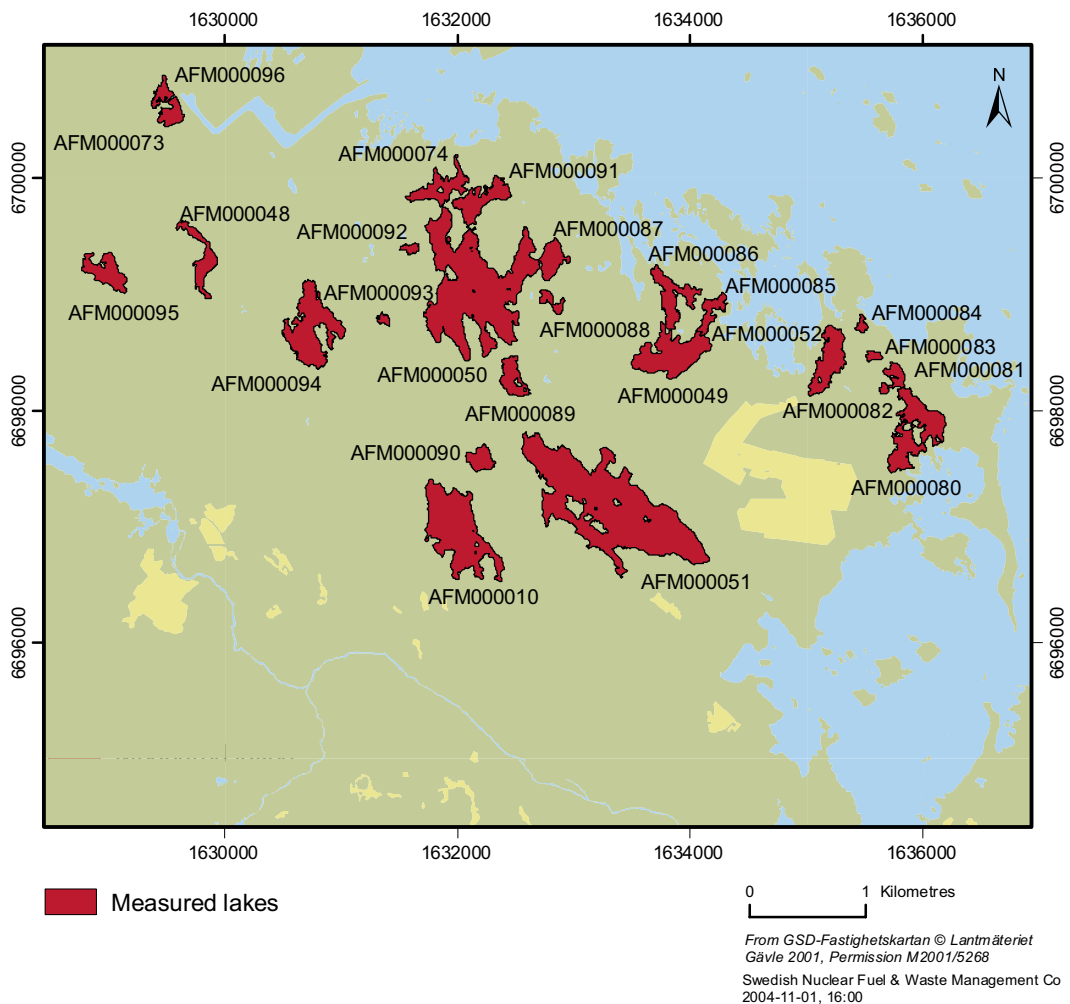 1630000 1632000 1634000 1636000
N
AFM000096
AFM000073
AFM000074
AFM000091
6700000 6700000
AFM000048
AFM000092
AFM000087
AFM000086
AFM000085
AFM000095
AFM000093
AFM000088
AFM000052
AFM000084
AFM000083
AFM000081
AFM000094
AFM000050
AFM000049
AFM000089
AFM000082
6698000 6698000
AFM000090
AFM000080
AFM000051
AFM000010
6696000 6696000
1630000 1632000 1634000 1636000
Measured lakes
0 1 Kilometres
From GSD-Fastighetskartan © Lantmäteriet
Gävle 2001, Permission M2001/5268
Swedish Nuclear Fuel & Waste Management Co
2004-11-01, 16:00